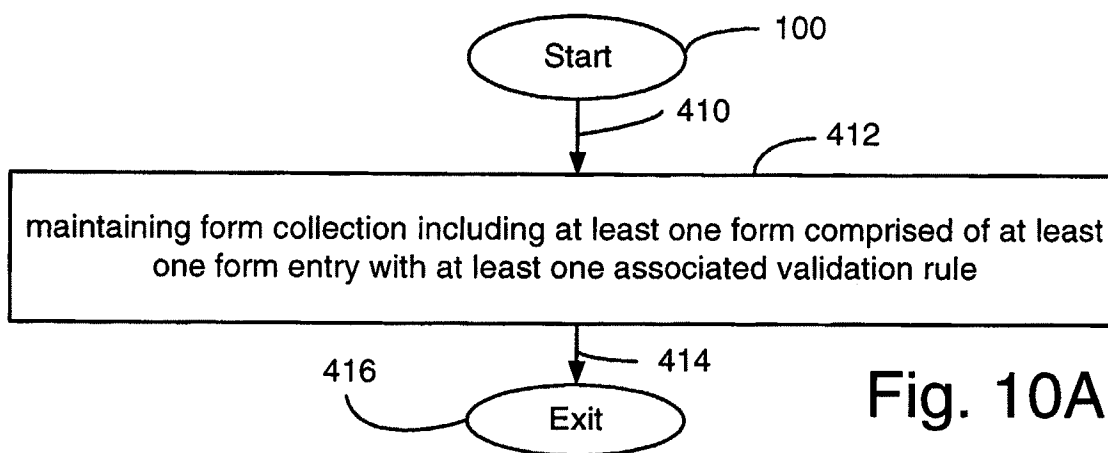 Start
100
410
412
maintaining form collection including at least one form comprised of at least
one form entry with at least one associated validation rule
414
416
Exit
Fig. 10A